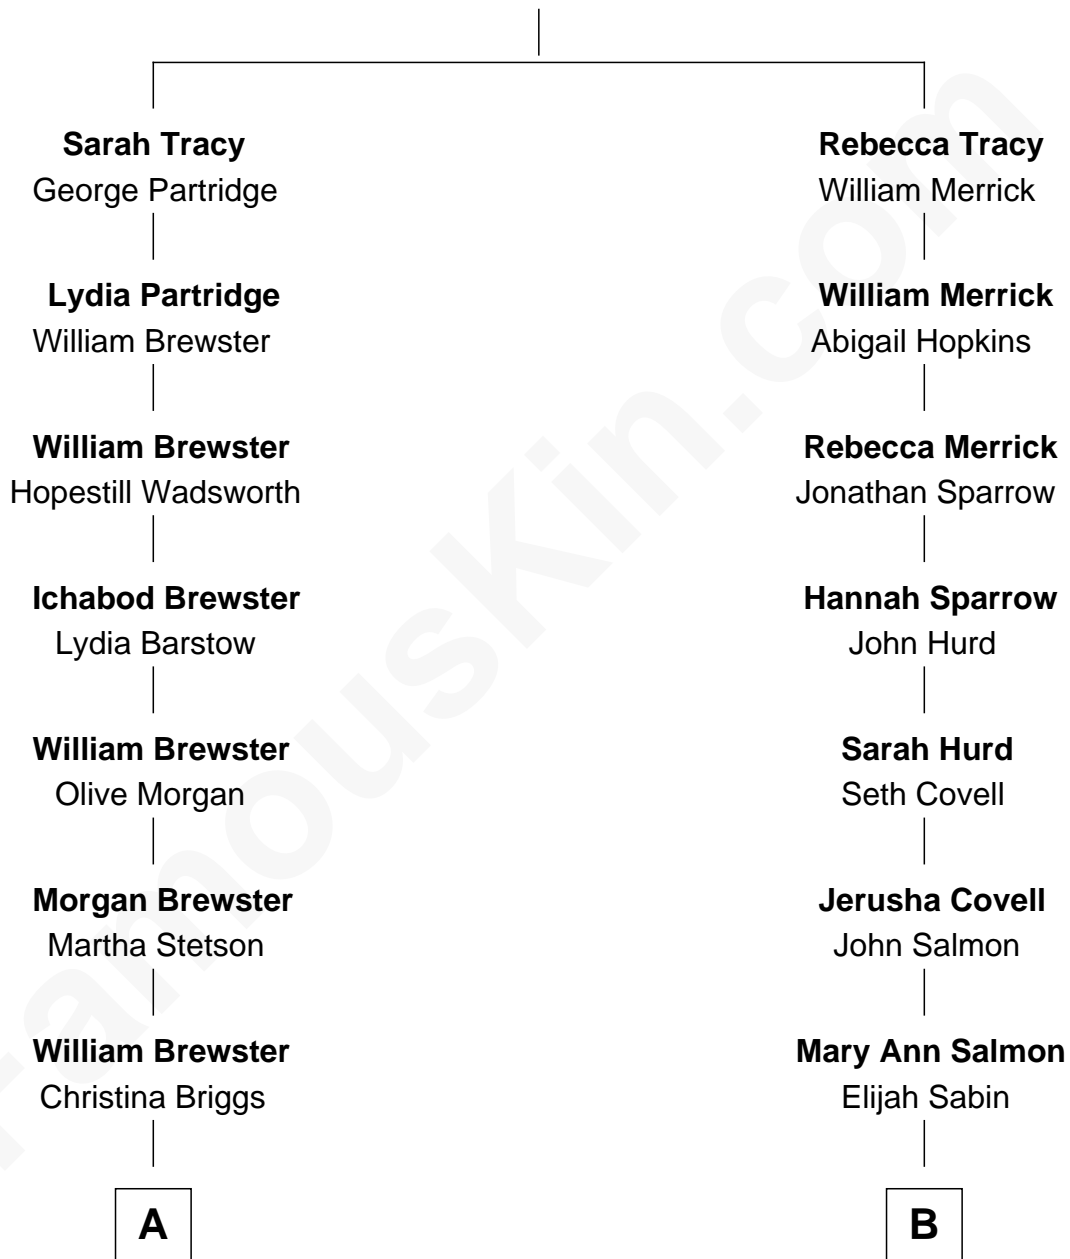 Sarah Tracy
George Partridge
Lydia Partridge
William Brewster
William Brewster
Hopestill Wadsworth
Ichabod Brewster
Lydia Barstow
William Brewster
Olive Morgan
Morgan Brewster
Martha Stetson
William Brewster
Christina Briggs
A
Rebecca Tracy
William Merrick
William Merrick
Abigail Hopkins
Rebecca Merrick
Jonathan Sparrow
Hannah Sparrow
John Hurd
Sarah Hurd
Seth Covell
Jerusha Covell
John Salmon
Mary Ann Salmon
Elijah Sabin
B
FamousKin.com